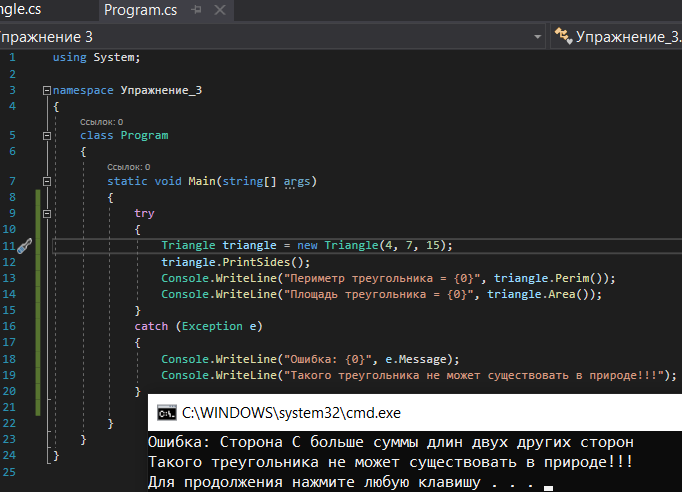 ngle.cs Program.cs
Упражнение 3 Упражнение_3.
1 using System;
2
3 namespace Упражнение_3
4 {
Ссылок: 0
5 class Program
6 {
Ссылок: 0
7 static void Main(string[] args)
8 {
9 try
10 {
11 Triangle triangle = new Triangle(4, 7, 15);
12 triangle.PrintSides();
13 Console.WriteLine("Периметр треугольника = {0}", triangle.Perim());
14 Console.WriteLine("Площадь треугольника = {0}", triangle.Area());
15 }
16 catch (Exception e)
17 {
18 Console.WriteLine("Ошибка: {0}", e.Message);
19 Console.WriteLine("Такого треугольника не может существовать в природе!!!");
20 }
21
22 }
23 }
24 }
25
C:\WINDOWS\system32\cmd.exe
Ошибка: Сторона C больше суммы длин двух других сторон
Такого треугольника не может существовать в природе!!!
Для продолжения нажмите любую клавишу . . .